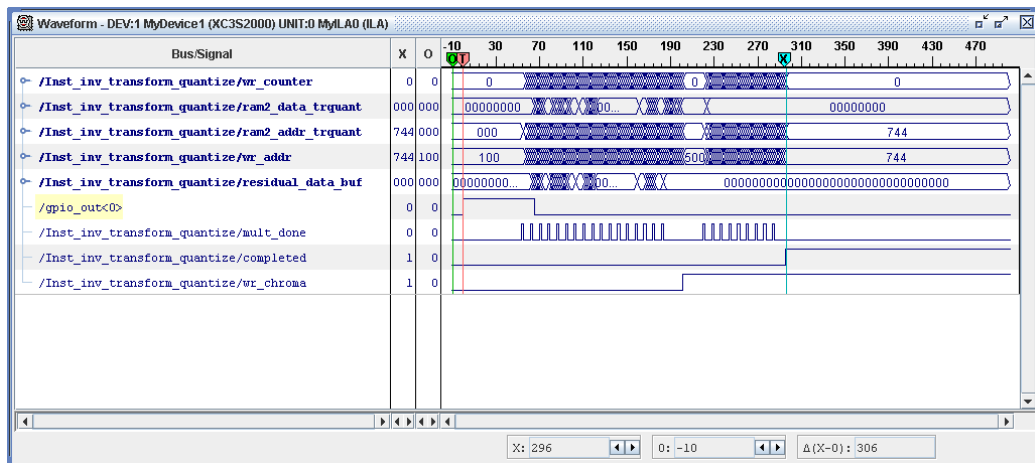 Waveform - DEV:1 MyDevice1 (XC3S2000) UNIT:0 MyILA0 (ILA)
Bus/Signal X O -10 30 70 110 150 190 230 270 310 350 390 430 470
O T X
/Inst_inv_transform_quantize/wr_counter 0 0 0 0 0
/Inst_inv_transform_quantize/ram2_data_trquant 000 000 00000000 00... 00000000
/Inst_inv_transform_quantize/ram2_addr_trquant 744 000 000 744
/Inst_inv_transform_quantize/wr_addr 744 100 100 500 744
/Inst_inv_transform_quantize/residual_data_buf 000 000 00000000... 00... 00000000000000000000000000000000
/gpio_out<0> 0 0
/Inst_inv_transform_quantize/mult_done 0 0
/Inst_inv_transform_quantize/completed 1 0
/Inst_inv_transform_quantize/wr_chroma 1 0
X: 296 O: -10 Δ(X-O): 306